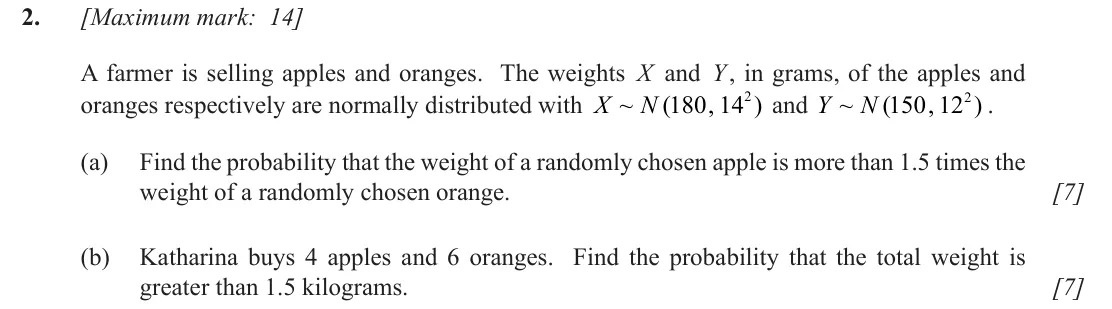 2. [Maximum mark: 14]
A farmer is selling apples and oranges. The weights X and Y, in grams, of the apples and
oranges respectively are normally distributed with X ~ N(180, 14²) and Y ~ N(150, 12²).
(a) Find the probability that the weight of a randomly chosen apple is more than 1.5 times the
weight of a randomly chosen orange. [7]
(b) Katharina buys 4 apples and 6 oranges. Find the probability that the total weight is
greater than 1.5 kilograms. [7]